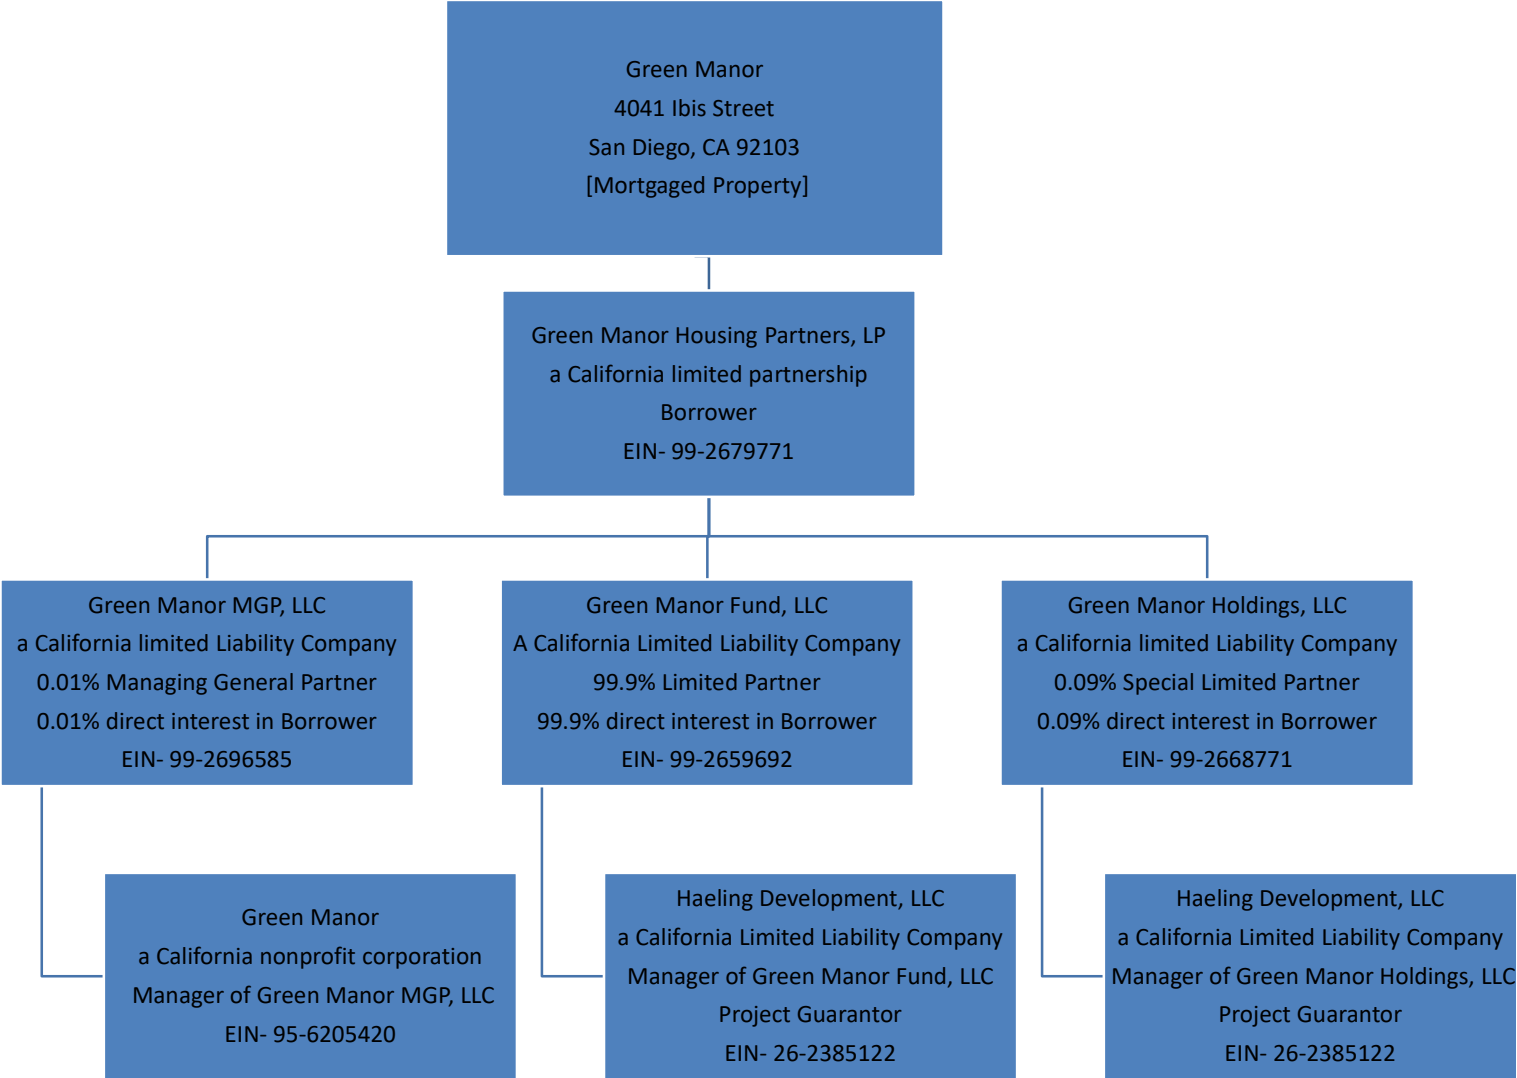 Green Manor
4041 Ibis Street
San Diego, CA 92103
[Mortgaged Property]
Green Manor Housing Partners, LP
a California limited partnership
Borrower
EIN- 99-2679771
Green Manor MGP, LLC
a California limited Liability Company
0.01% Managing General Partner
0.01% direct interest in Borrower
EIN- 99-2696585
Green Manor Fund, LLC
A California Limited Liability Company
99.9% Limited Partner
99.9% direct interest in Borrower
EIN- 99-2659692
Green Manor Holdings, LLC
a California limited Liability Company
0.09% Special Limited Partner
0.09% direct interest in Borrower
EIN- 99-2668771
Green Manor
a California nonprofit corporation
Manager of Green Manor MGP, LLC
EIN- 95-6205420
Haeling Development, LLC
a California Limited Liability Company
Manager of Green Manor Fund, LLC
Project Guarantor
EIN- 26-2385122
Haeling Development, LLC
a California Limited Liability Company
Manager of Green Manor Holdings, LLC
Project Guarantor
EIN- 26-2385122